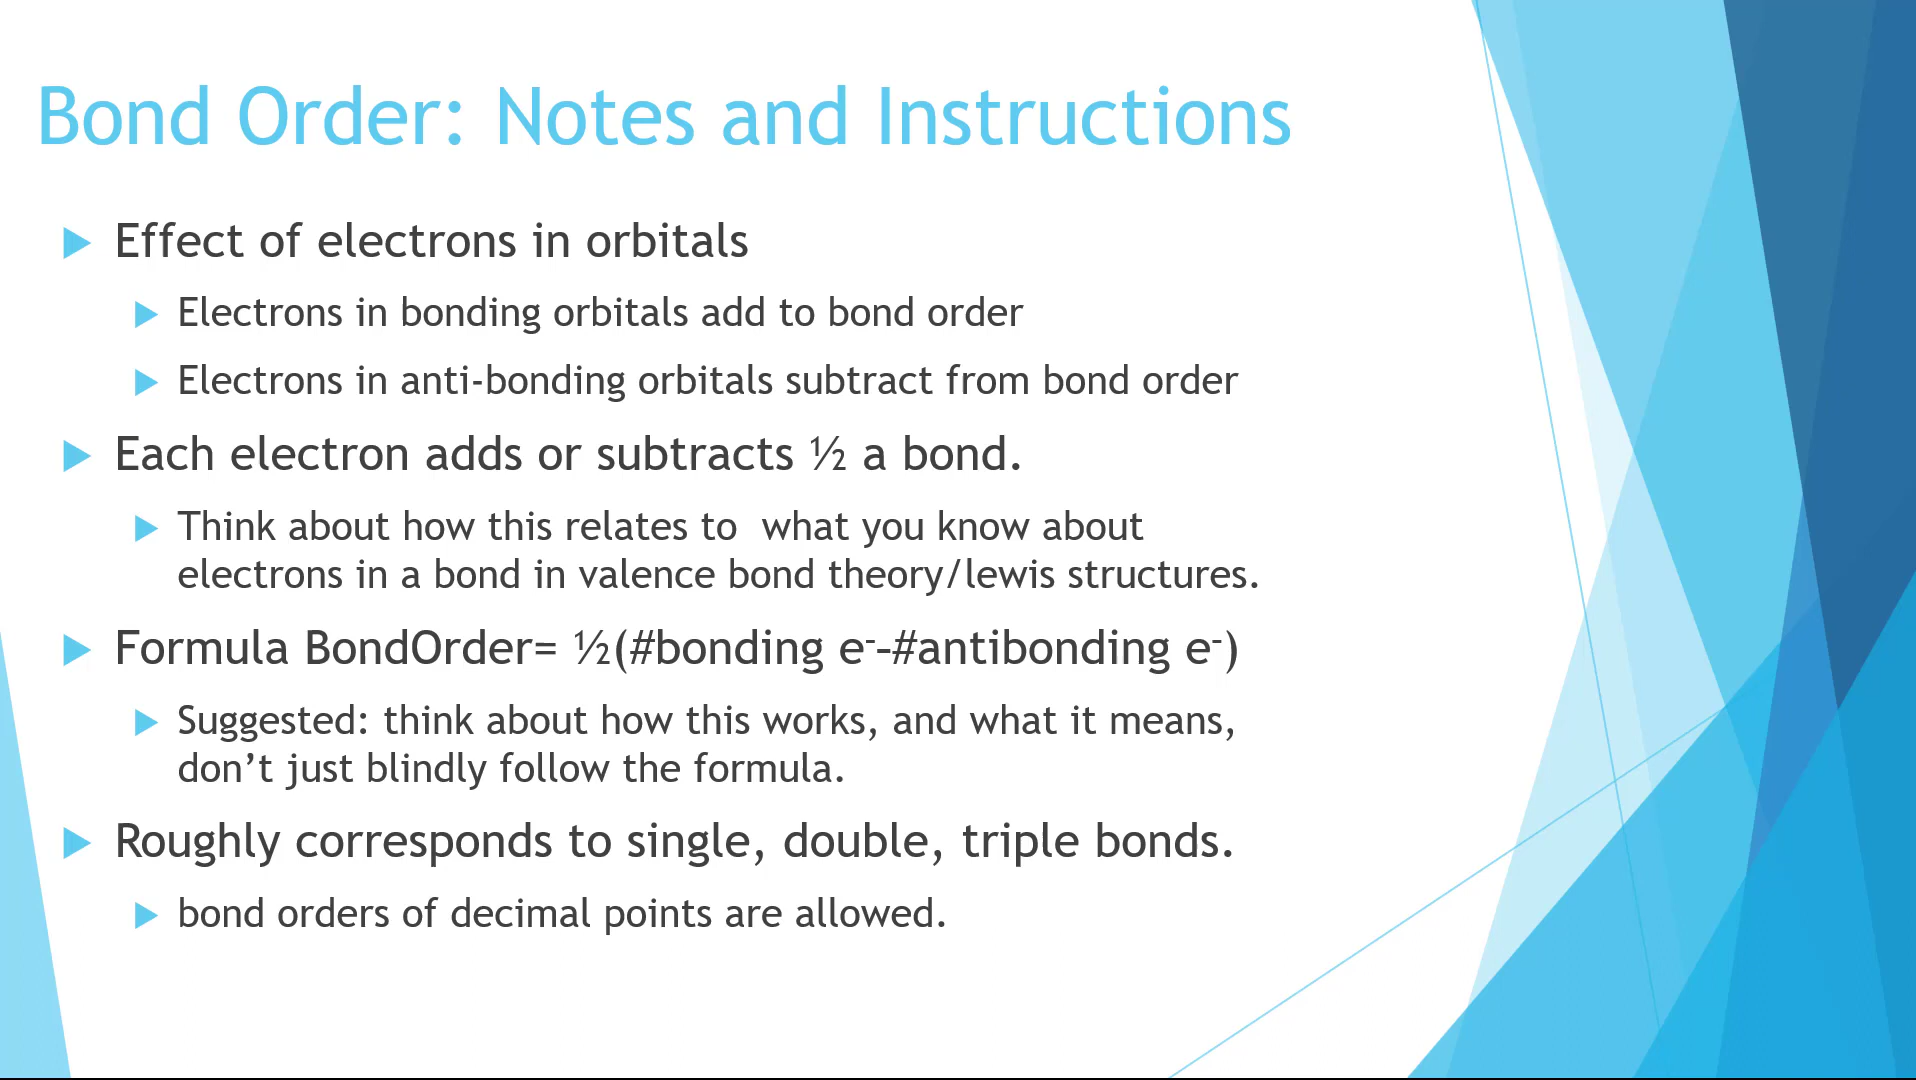 Bond Order: Notes and Instructions
Effect of electrons in orbitals
Electrons in bonding orbitals add to bond order
Electrons in anti-bonding orbitals subtract from bond order
Each electron adds or subtracts ½ a bond.
Think about how this relates to  what you know about
electrons in a bond in valence bond theory/lewis structures.
Formula BondOrder= ½(#bonding e⁻-#antibonding e⁻)
Suggested: think about how this works, and what it means,
don’t just blindly follow the formula.
Roughly corresponds to single, double, triple bonds.
bond orders of decimal points are allowed.